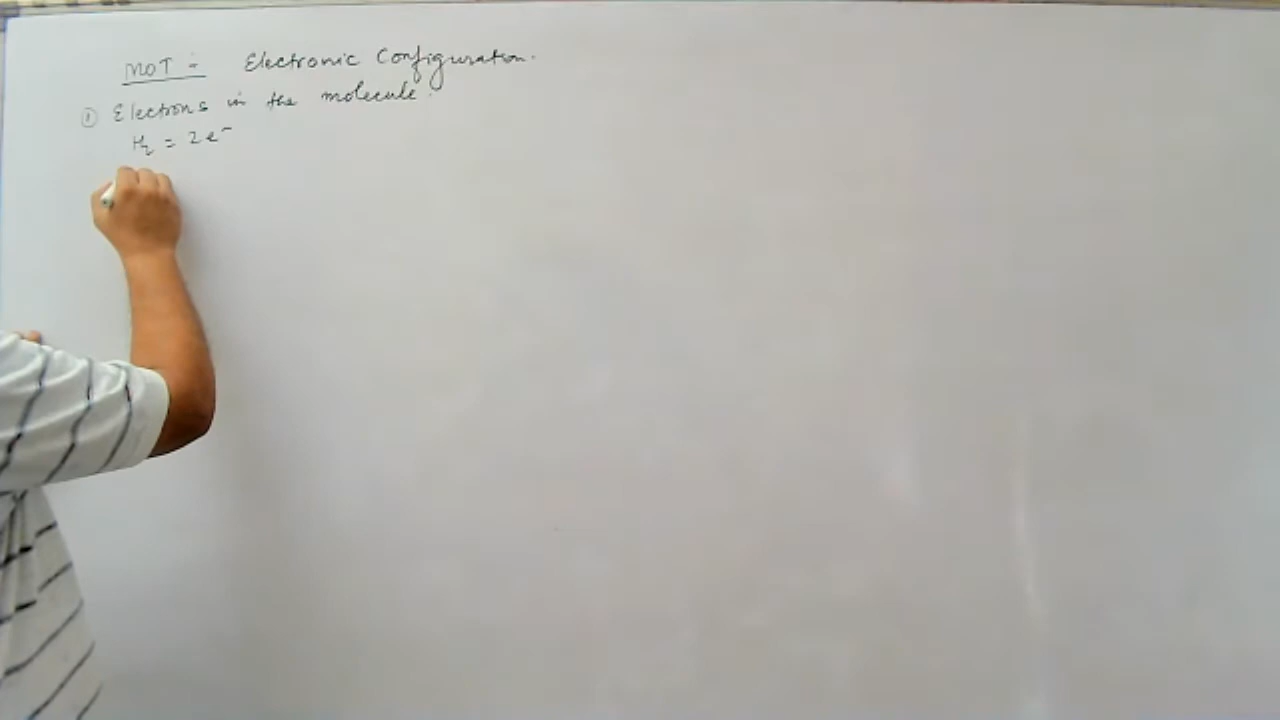 MOT :- Electronic Configuration.
① Electrons in the molecule.
H₂ = 2e⁻